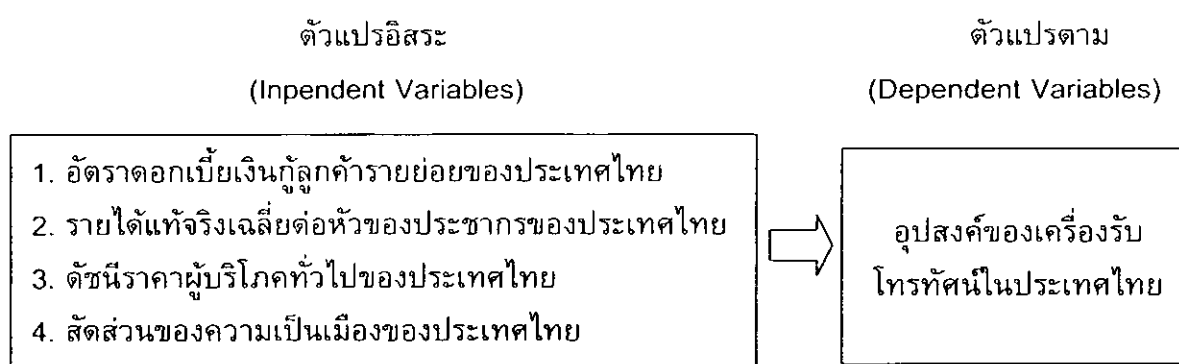 ตัวแปรอิสระ
(Inpendent Variables)
1. อัตราดอกเบี้ยเงินกู้ลูกค้ารายย่อยของประเทศไทย
2. รายได้แท้จริงเฉลี่ยต่อหัวของประชากรของประเทศไทย
3. ดัชนีราคาผู้บริโภคทั่วไปของประเทศไทย
4. สัดส่วนของความเป็นเมืองของประเทศไทย
ตัวแปรตาม
(Dependent Variables)
อุปสงค์ของเครื่องรับ
โทรทัศน์ในประเทศไทย